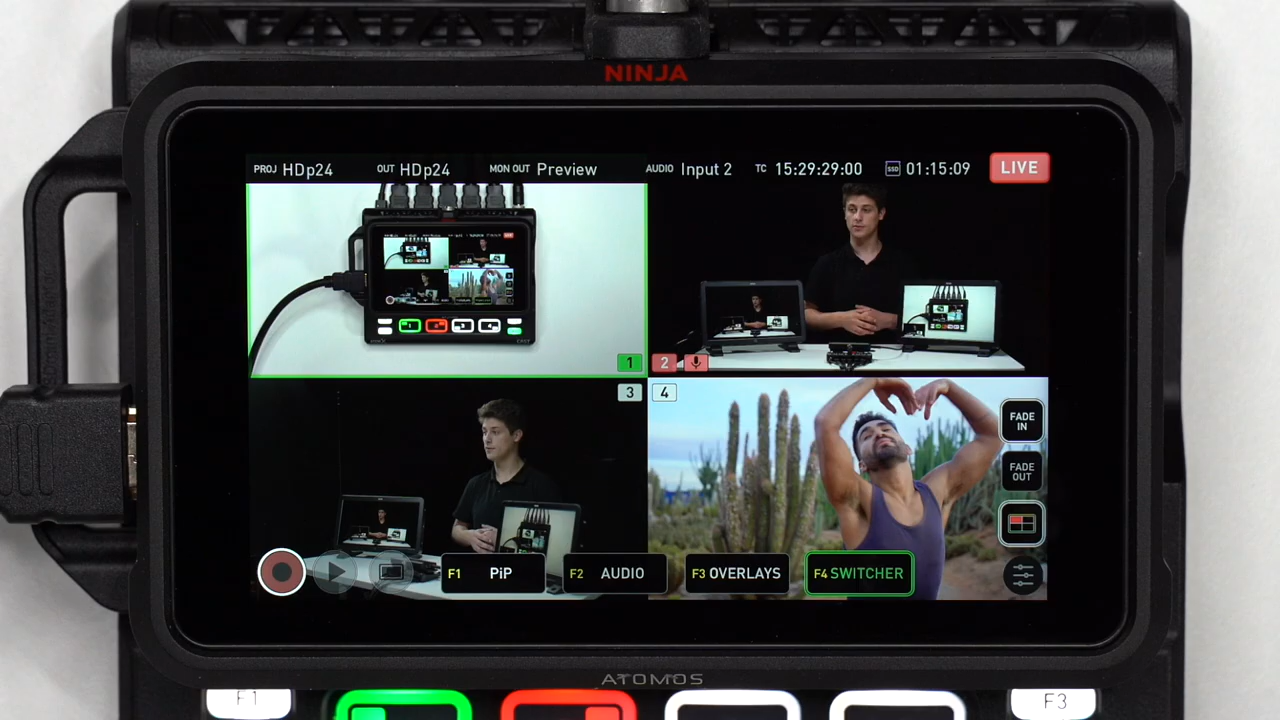 NINJA
PROJ HDp24 OUT HDp24 MON OUT Preview AUDIO Input 2 TC 15:29:29:00 SSD 01:15:09 LIVE
1
2
3
4
FADE IN
FADE OUT
F1 PiP F2 AUDIO F3 OVERLAYS F4 SWITCHER
ATOMOS
F1 F3